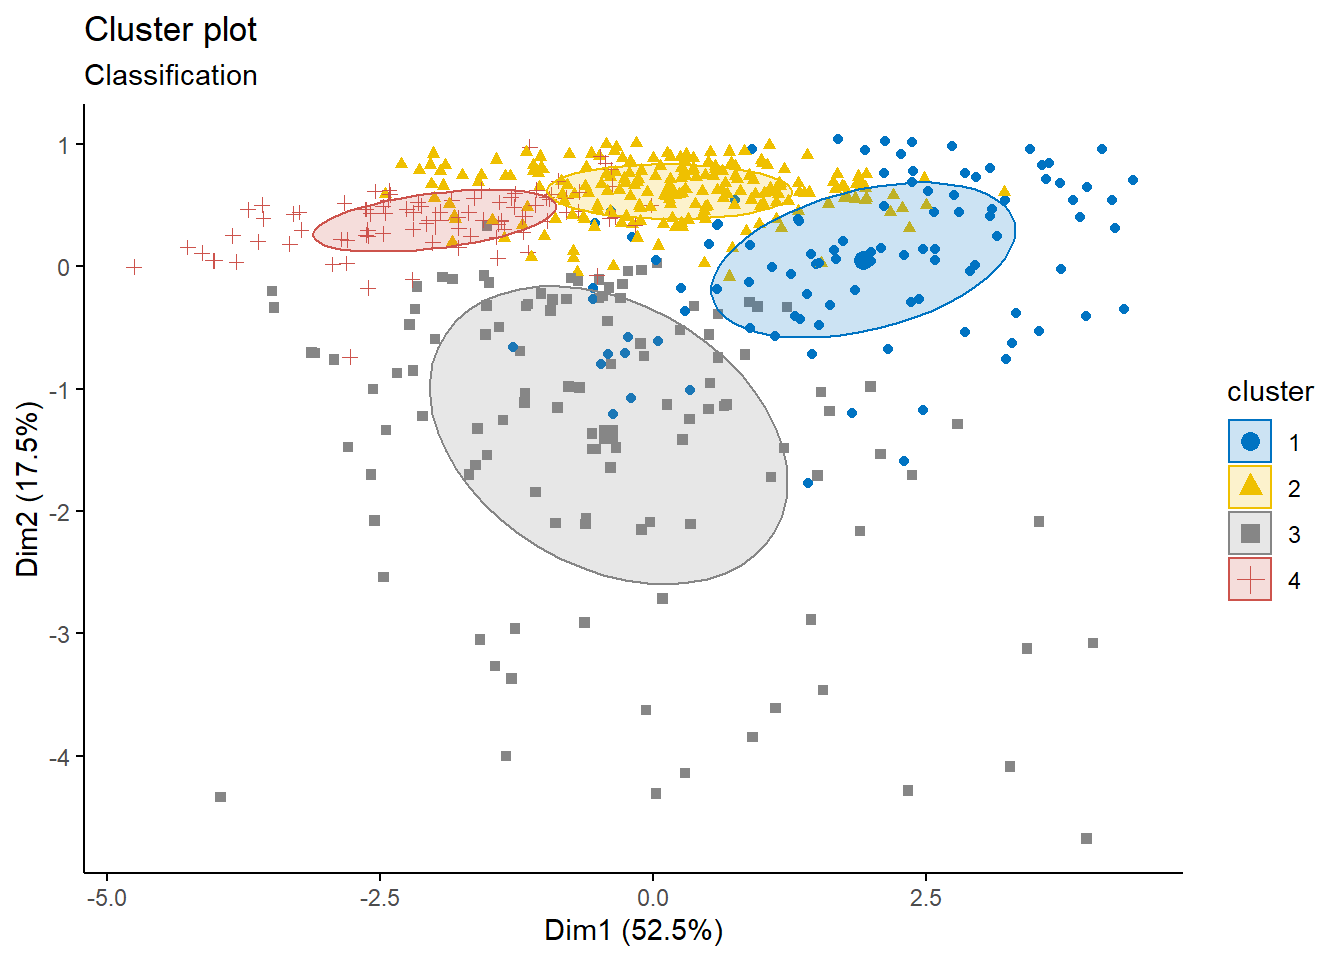 Cluster plot
Classification
1
0
-1
-2
-3
-4
Dim2 (17.5%)
-5.0
-2.5
0.0
2.5
Dim1 (52.5%)
cluster
1
2
3
4